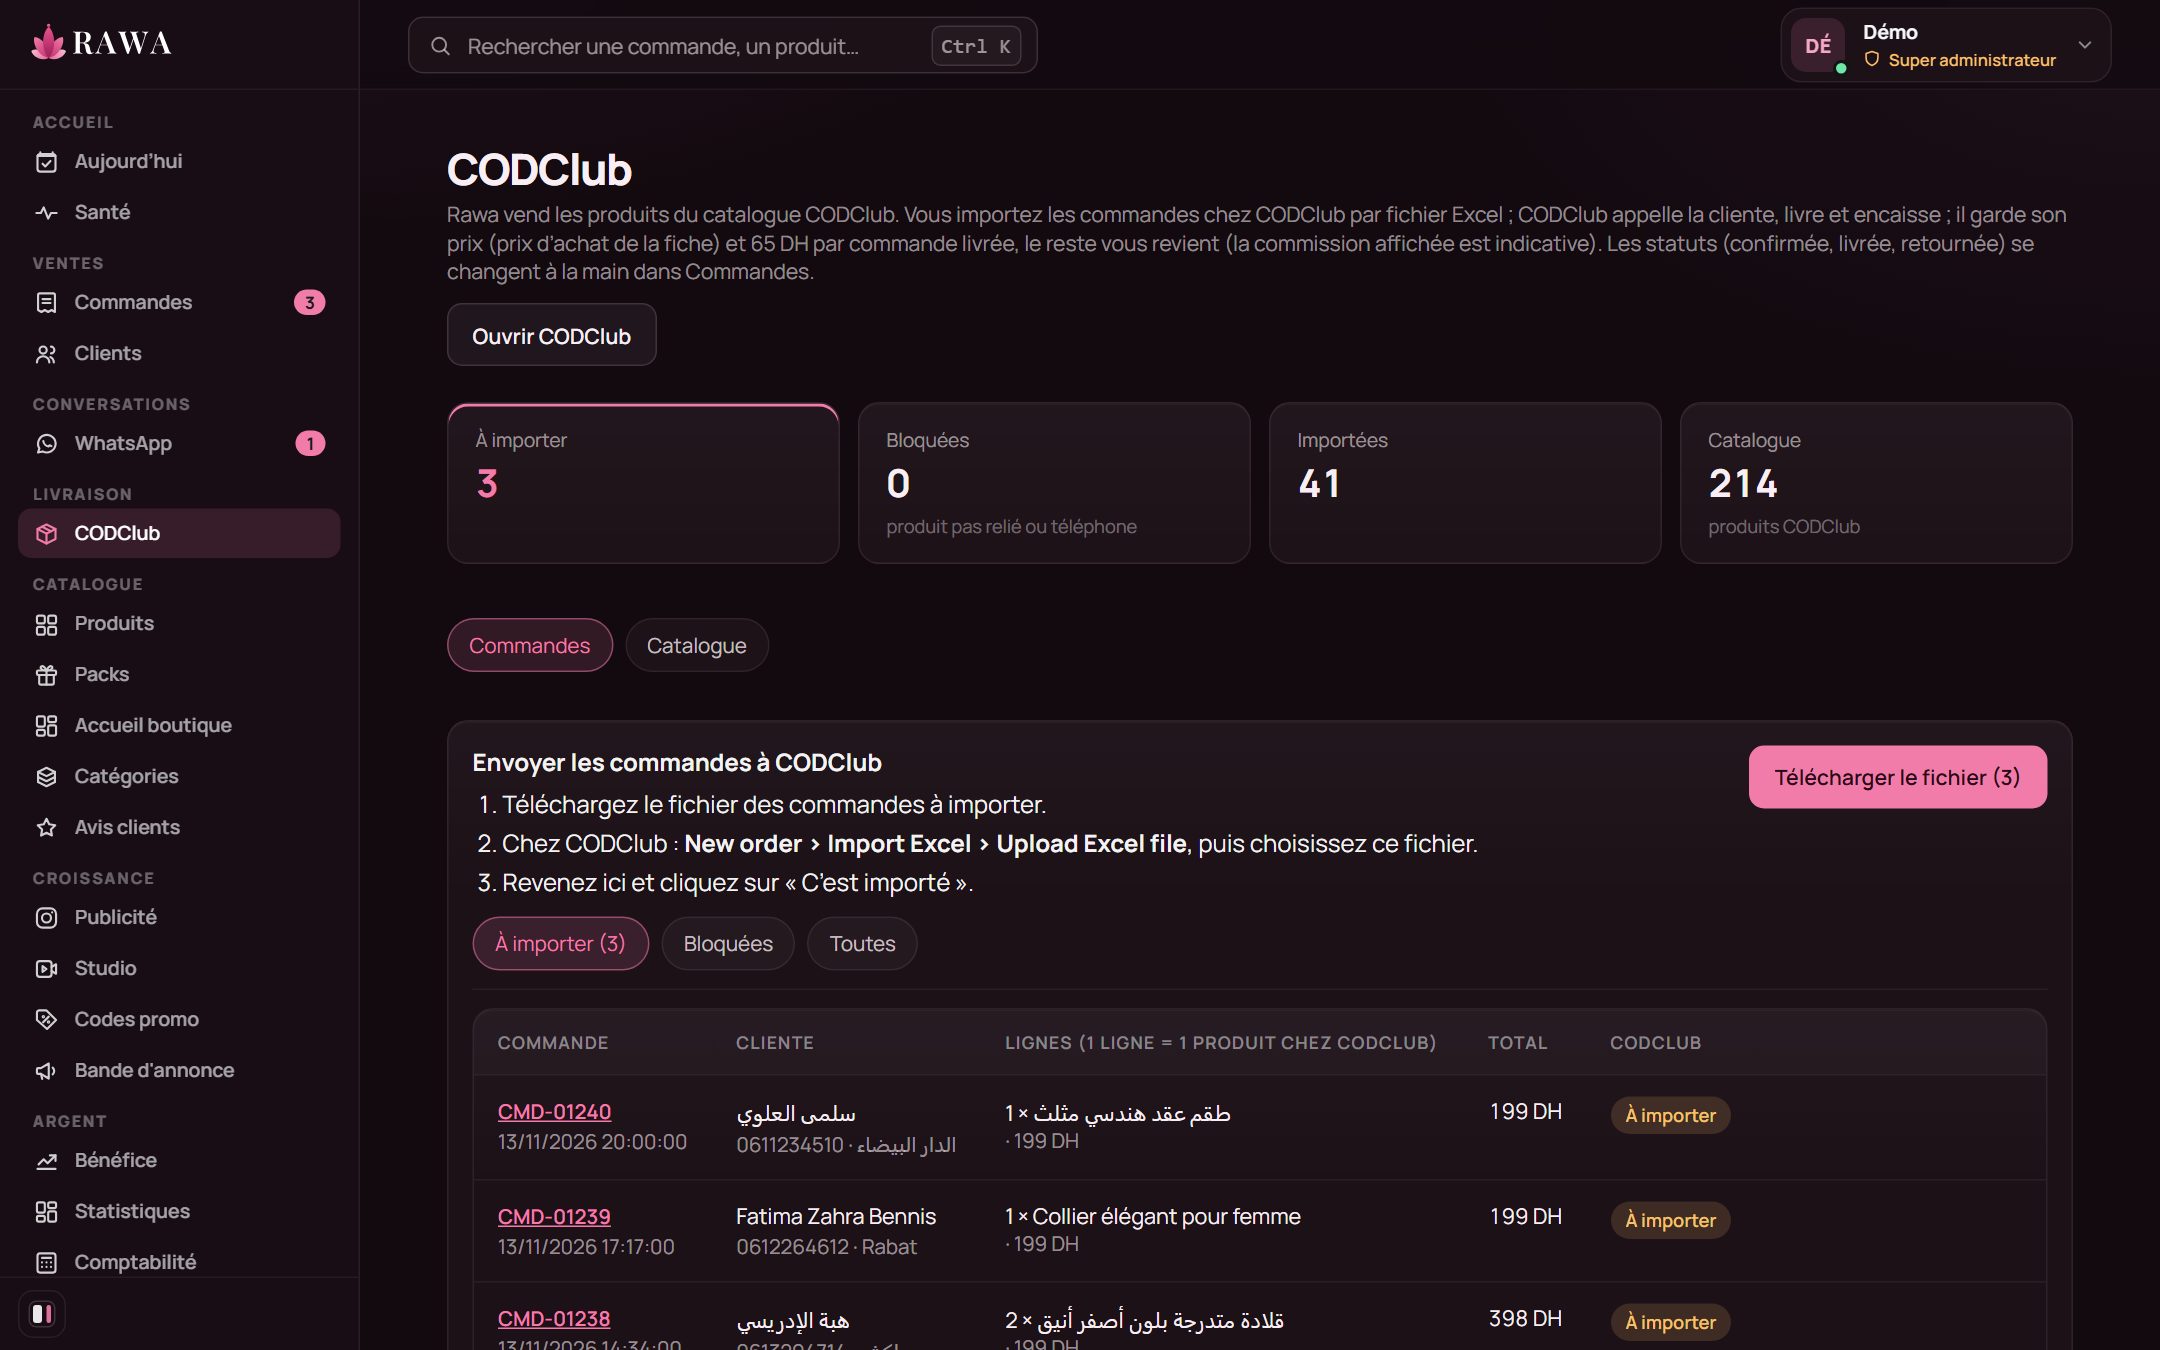 RAWA
Rechercher une commande, un produit...
Ctrl K
DÉ
Démo
Super administrateur
ACCUEIL
Aujourd'hui
Santé
VENTES
Commandes
3
Clients
CONVERSATIONS
WhatsApp
1
LIVRAISON
CODClub
CATALOGUE
Produits
Packs
Accueil boutique
Catégories
Avis clients
CROISSANCE
Publicité
Studio
Codes promo
Bande d'annonce
ARGENT
Bénéfice
Statistiques
Comptabilité
CODClub
Rawa vend les produits du catalogue CODClub. Vous importez les commandes chez CODClub par fichier Excel ; CODClub appelle la cliente, livre et encaisse ; il garde son
prix (prix d'achat de la fiche) et 65 DH par commande livrée, le reste vous revient (la commission affichée est indicative). Les statuts (confirmée, livrée, retournée) se
changent à la main dans Commandes.
Ouvrir CODClub
À importer
3
Bloquées
0
produit pas relié ou téléphone
Importées
41
Catalogue
214
produits CODClub
Commandes
Catalogue
Envoyer les commandes à CODClub
Télécharger le fichier (3)
1. Téléchargez le fichier des commandes à importer.
2. Chez CODClub : New order > Import Excel > Upload Excel file, puis choisissez ce fichier.
3. Revenez ici et cliquez sur « C'est importé ».
À importer (3)
Bloquées
Toutes
COMMANDE
CLIENTE
LIGNES (1 LIGNE = 1 PRODUIT CHEZ CODCLUB)
TOTAL
CODCLUB
CMD-01240
13/11/2026 20:00:00
سلمى العلوي
0611234510 · الدار البيضاء
1 × طقم عقد هندسي مثلث
· 199 DH
199 DH
À importer
CMD-01239
13/11/2026 17:17:00
Fatima Zahra Bennis
0612264612 · Rabat
1 × Collier élégant pour femme
· 199 DH
199 DH
À importer
CMD-01238
13/11/2026 14:34:00
هبة الإدريسي
2 × قلادة متدرجة بلون أصفر أنيق
· 199 DH
398 DH
À importer